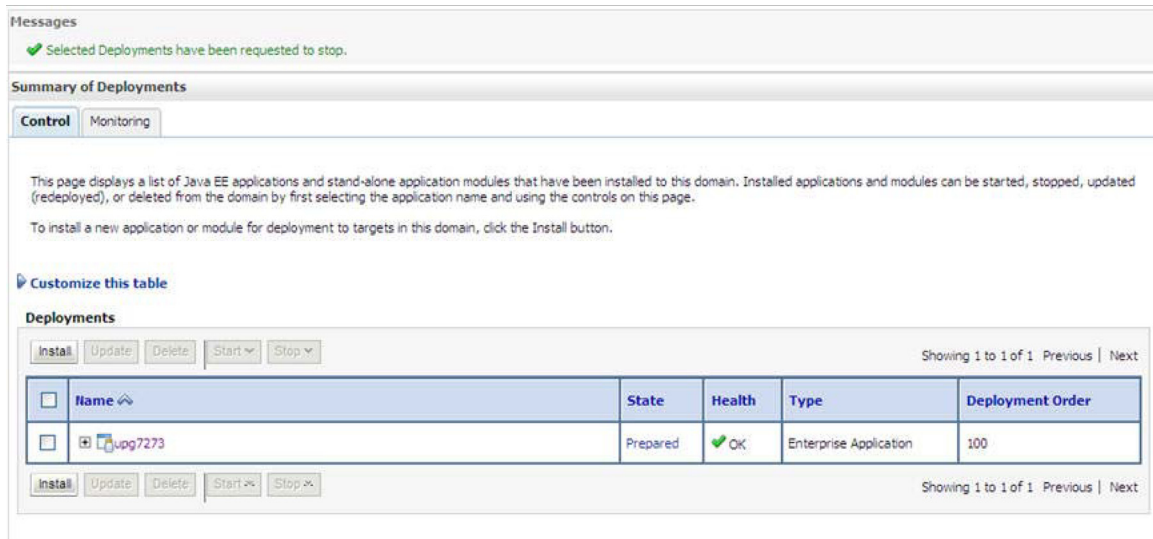 Messages
Selected Deployments have been requested to stop.
Summary of Deployments
Control Monitoring
This page displays a list of Java EE applications and stand-alone application modules that have been installed to this domain. Installed applications and modules can be started, stopped, updated
(redeployed), or deleted from the domain by first selecting the application name and using the controls on this page.
To install a new application or module for deployment to targets in this domain, click the Install button.
Customize this table
Deployments
Install Update Delete Start Stop Showing 1 to 1 of 1 Previous | Next
Name State Health Type Deployment Order
upg7273 Prepared OK Enterprise Application 100
Install Update Delete Start Stop Showing 1 to 1 of 1 Previous | Next